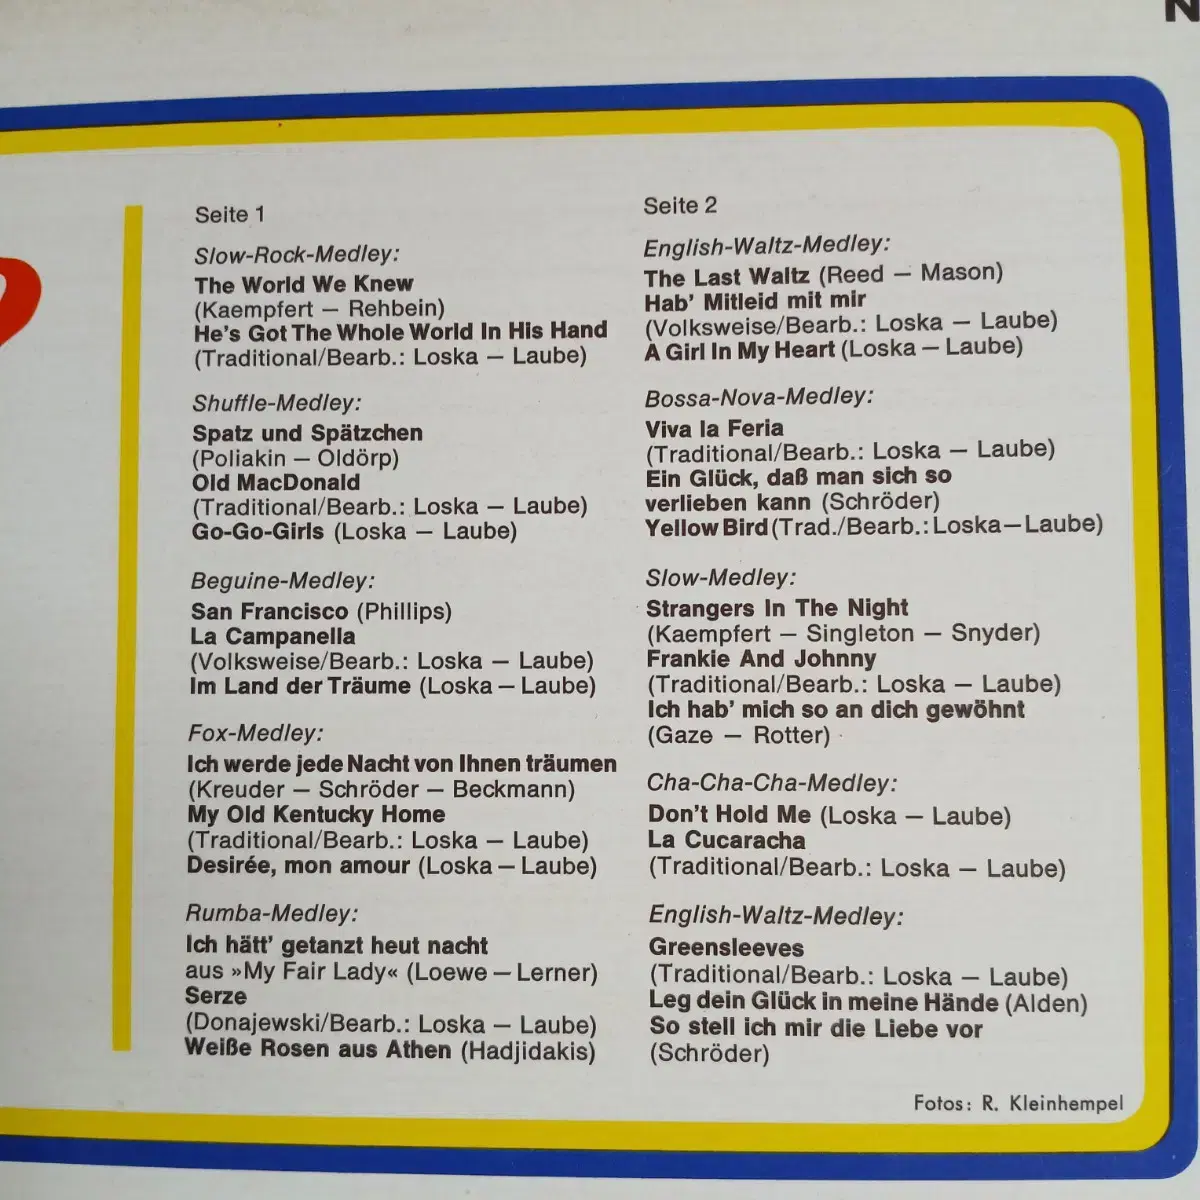 N
Seite 1
Slow-Rock-Medley:
The World We Knew
(Kaempfert — Rehbein)
He's Got The Whole World In His Hand
(Traditional/Bearb.: Loska — Laube)
Shuffle-Medley:
Spatz und Spätzchen
(Poliakin — Oldörp)
Old MacDonald
(Traditional/Bearb.: Loska — Laube)
Go-Go-Girls (Loska — Laube)
Beguine-Medley:
San Francisco (Phillips)
La Campanella
(Volksweise/Bearb.: Loska — Laube)
Im Land der Träume (Loska — Laube)
Fox-Medley:
Ich werde jede Nacht von Ihnen träumen
(Kreuder — Schröder — Beckmann)
My Old Kentucky Home
(Traditional/Bearb.: Loska — Laube)
Desirée, mon amour (Loska — Laube)
Rumba-Medley:
Ich hätt' getanzt heut nacht
aus »My Fair Lady« (Loewe — Lerner)
Serze
(Donajewski/Bearb.: Loska — Laube)
Weiße Rosen aus Athen (Hadjidakis)
Seite 2
English-Waltz-Medley:
The Last Waltz (Reed — Mason)
Hab' Mitleid mit mir
(Volksweise/Bearb.: Loska — Laube)
A Girl In My Heart (Loska — Laube)
Bossa-Nova-Medley:
Viva la Feria
(Traditional/Bearb.: Loska — Laube)
Ein Glück, daß man sich so
verlieben kann (Schröder)
Yellow Bird (Trad./Bearb.: Loska — Laube)
Slow-Medley:
Strangers In The Night
(Kaempfert — Singleton — Snyder)
Frankie And Johnny
(Traditional/Bearb.: Loska — Laube)
Ich hab' mich so an dich gewöhnt
(Gaze — Rotter)
Cha-Cha-Cha-Medley:
Don't Hold Me (Loska — Laube)
La Cucaracha
(Traditional/Bearb.: Loska — Laube)
English-Waltz-Medley:
Greensleeves
(Traditional/Bearb.: Loska — Laube)
Leg dein Glück in meine Hände (Alden)
So stell ich mir die Liebe vor
(Schröder)
Fotos: R. Kleinhempel